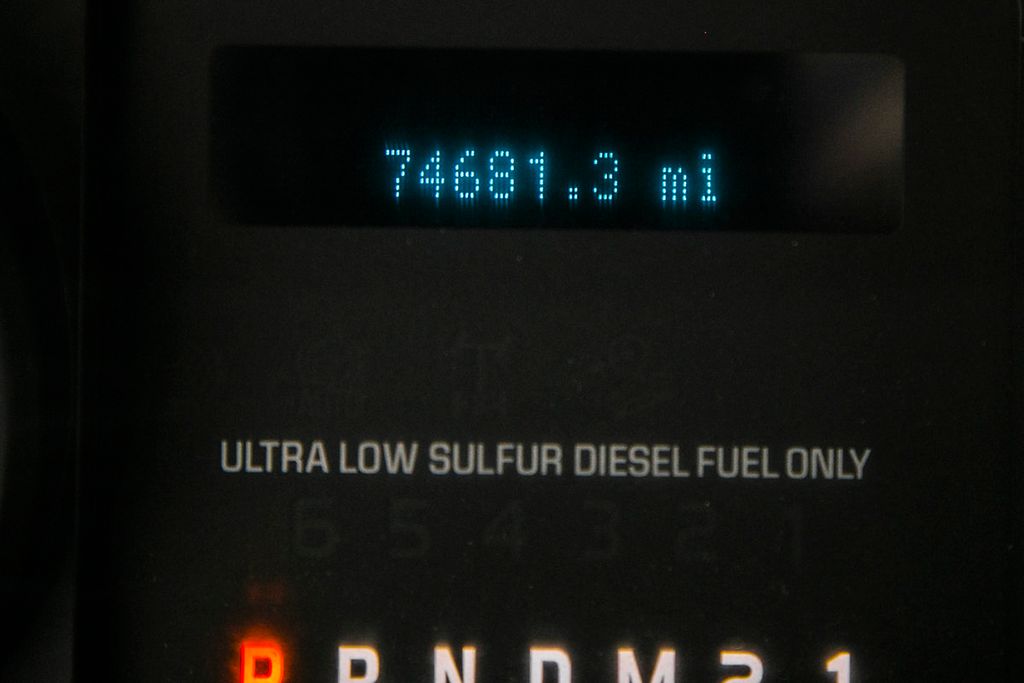 74681.3 mi
ULTRA LOW SULFUR DIESEL FUEL ONLY
6 5 4 3 2 1
P R N D M 2 1